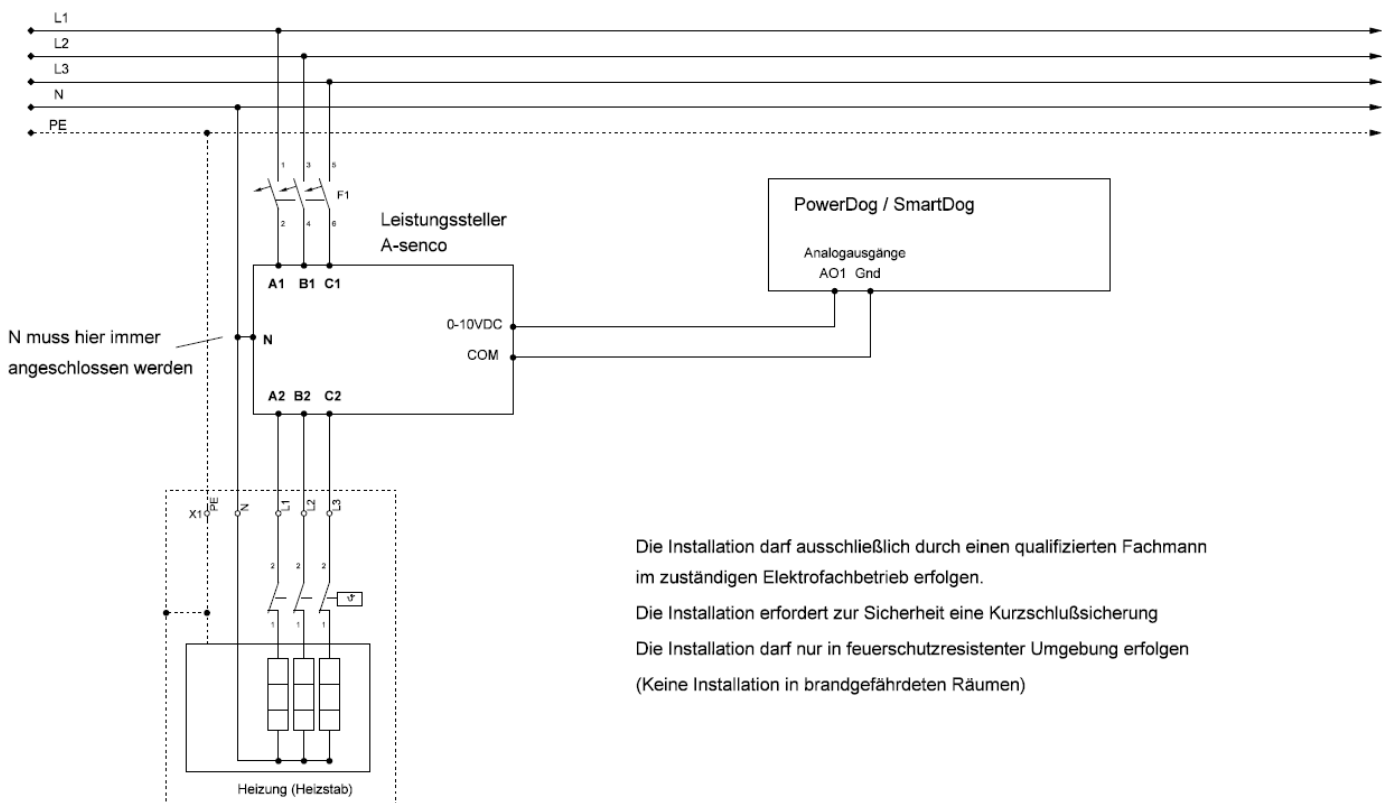 L1
L2
L3
N
PE
1 3 5
F1
2 4 6
Leistungssteller
A-senco
A1 B1 C1
N
0-10VDC
COM
A2 B2 C2
PowerDog / SmartDog
Analogausgänge
AO1 Gnd
N muss hier immer
angeschlossen werden
X1 PE N L1 L2 L3
2 2 2
ϑ
1 1 1
Heizung (Heizstab)
Die Installation darf ausschließlich durch einen qualifizierten Fachmann
im zuständigen Elektrofachbetrieb erfolgen.
Die Installation erfordert zur Sicherheit eine Kurzschlußsicherung
Die Installation darf nur in feuerschutzresistenter Umgebung erfolgen
(Keine Installation in brandgefährdeten Räumen)